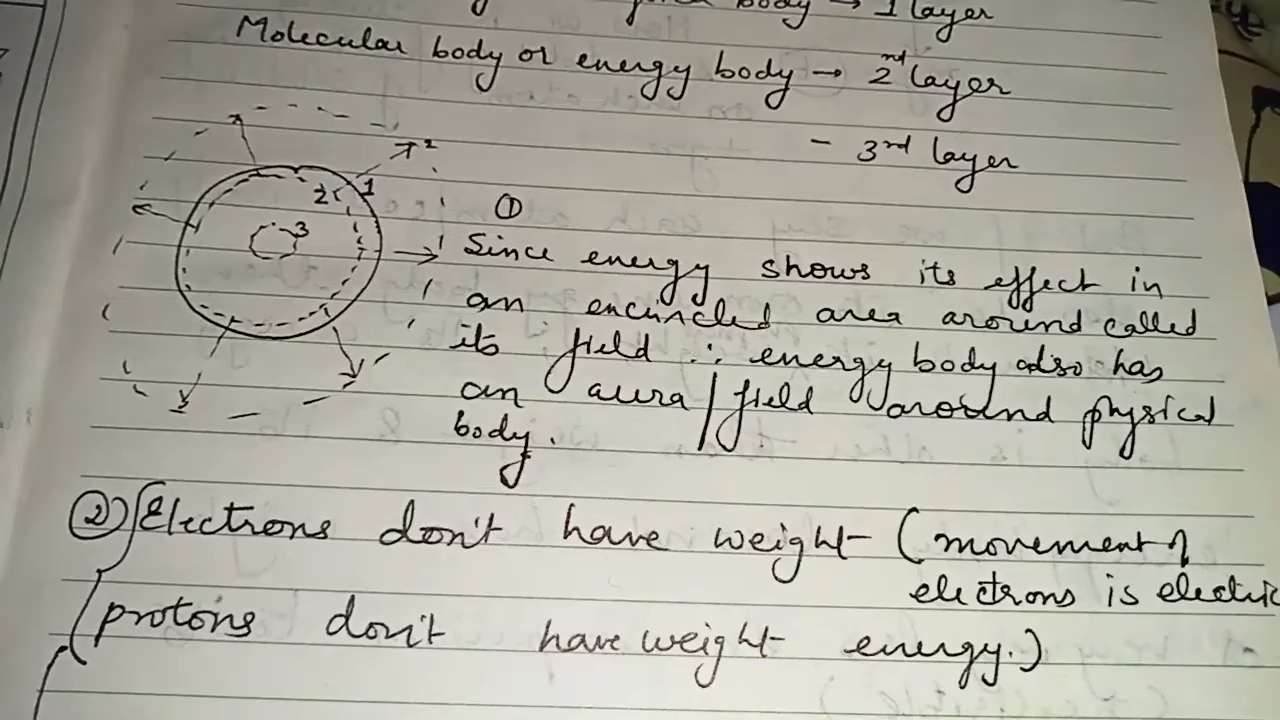 body → 1 layer
Molecular body or energy body → 2nd layer
- 3rd layer
2
2 1
3
①
Since energy shows its effect in
an encircled area around called
its field ∴ energy body also has
an aura/field around physical
body.
② Electrons don't have weight (movement of
electrons is electric
protons don't have weight energy.)